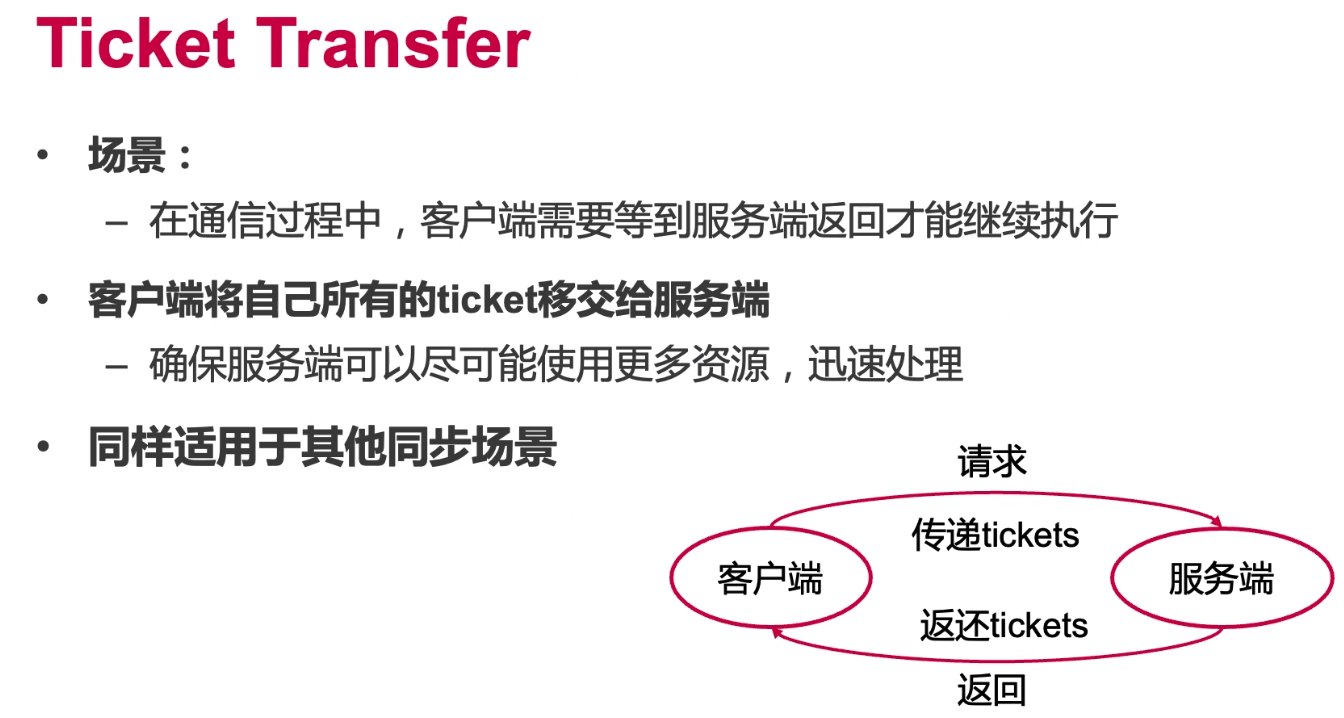 Ticket Transfer
• 场景：
– 在通信过程中，客户端需要等到服务端返回才能继续执行
• 客户端将自己所有的ticket移交给服务端
– 确保服务端可以尽可能使用更多资源，迅速处理
• 同样适用于其他同步场景
请求
传递tickets
客户端
服务端
返还tickets
返回